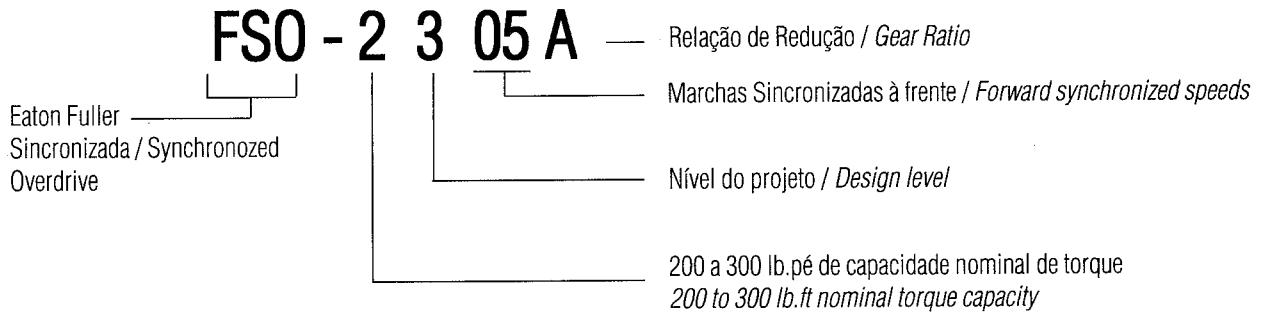 FSO - 2 3 05 A
Relação de Redução / Gear Ratio
Marchas Sincronizadas à frente / Forward synchronized speeds
Eaton Fuller
Sincronizada / Synchronozed
Overdrive
Nível do projeto / Design level
200 a 300 lb.pé de capacidade nominal de torque
200 to 300 lb.ft nominal torque capacity